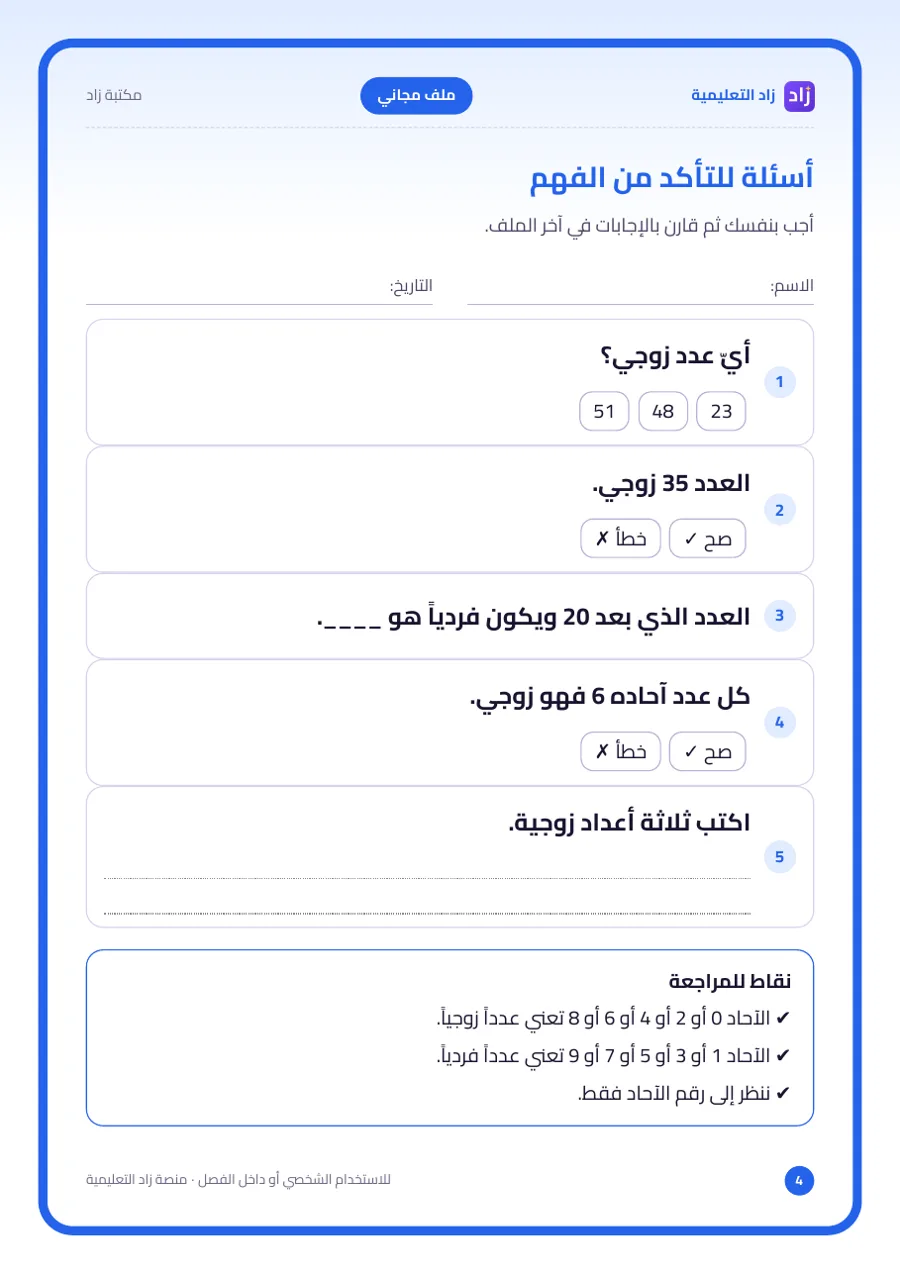 زاد زاد التعليمية
ملف مجاني
مكتبة زاد
أسئلة للتأكد من الفهم
أجب بنفسك ثم قارن بالإجابات في آخر الملف.
الاسم:
التاريخ:
1
أيّ عدد زوجي؟
23 48 51
2
العدد 35 زوجي.
صح ✓ خطأ ✗
3
العدد الذي بعد 20 ويكون فردياً هو ____.
4
كل عدد آحاده 6 فهو زوجي.
صح ✓ خطأ ✗
5
اكتب ثلاثة أعداد زوجية.
نقاط للمراجعة
✔ الآحاد 0 أو 2 أو 4 أو 6 أو 8 تعني عدداً زوجياً.
✔ الآحاد 1 أو 3 أو 5 أو 7 أو 9 تعني عدداً فردياً.
✔ ننظر إلى رقم الآحاد فقط.
4
للاستخدام الشخصي أو داخل الفصل · منصة زاد التعليمية